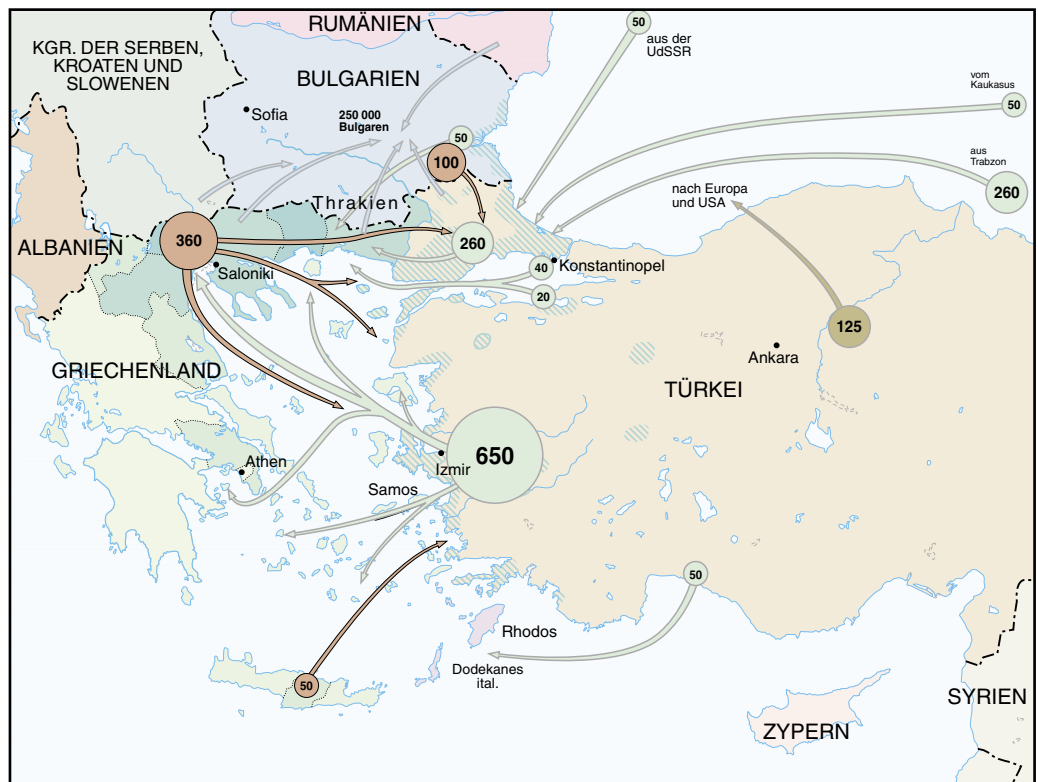 RUMÄNIEN
50
aus der
UdSSR
KGR. DER SERBEN,
KROATEN UND
SLOWENEN
BULGARIEN
vom
Kaukasus
50
Sofia
250 000
Bulgaren
50
100
aus
Trabzon
260
nach Europa
und USA
Thrakien
ALBANIEN
360
260
Saloniki
40
Konstantinopel
20
125
Ankara
GRIECHENLAND
TÜRKEI
650
Athen
Izmir
Samos
50
Rhodos
Dodekanes
ital.
50
SYRIEN
ZYPERN